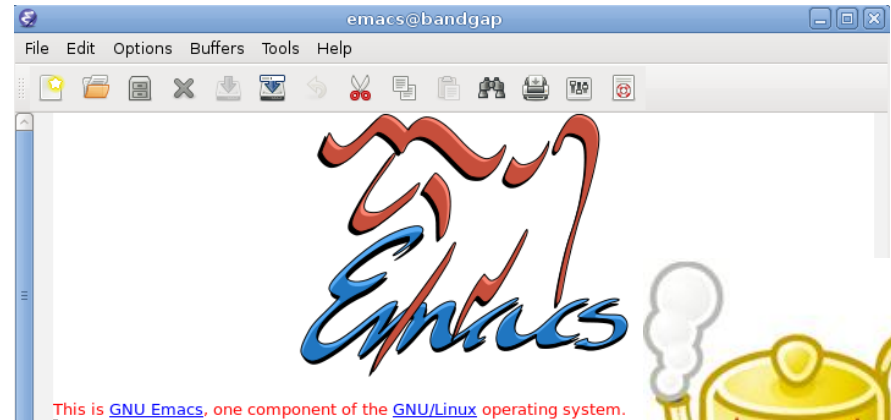 emacs@bandgap
File Edit Options Buffers Tools Help
Emacs
This is GNU Emacs, one component of the GNU/Linux operating system.